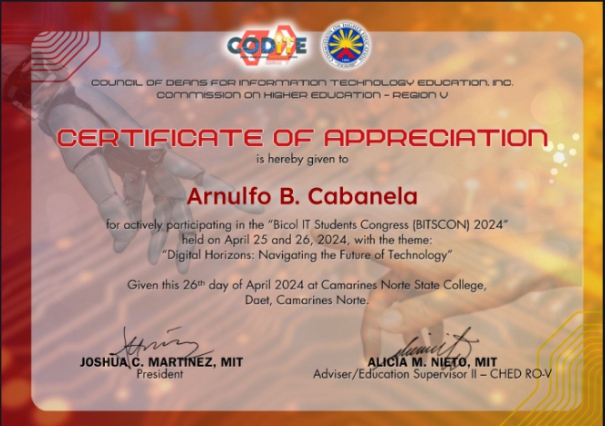 CODITE
COUNCIL OF DEANS FOR INFORMATION TECHNOLOGY EDUCATION, INC.
COMMISSION ON HIGHER EDUCATION - REGION V
CERTIFICATE OF APPRECIATION
is hereby given to
Arnulfo B. Cabanela
for actively participating in the “Bicol IT Students Congress (BITSCON) 2024”
held on April 25 and 26, 2024, with the theme:
“Digital Horizons: Navigating the Future of Technology”
Given this 26th day of April 2024 at Camarines Norte State College,
Daet, Camarines Norte.
JOSHUA C. MARTINEZ, MIT
President
ALICIA M. NIETO, MIT
Adviser/Education Supervisor II – CHED RO-V